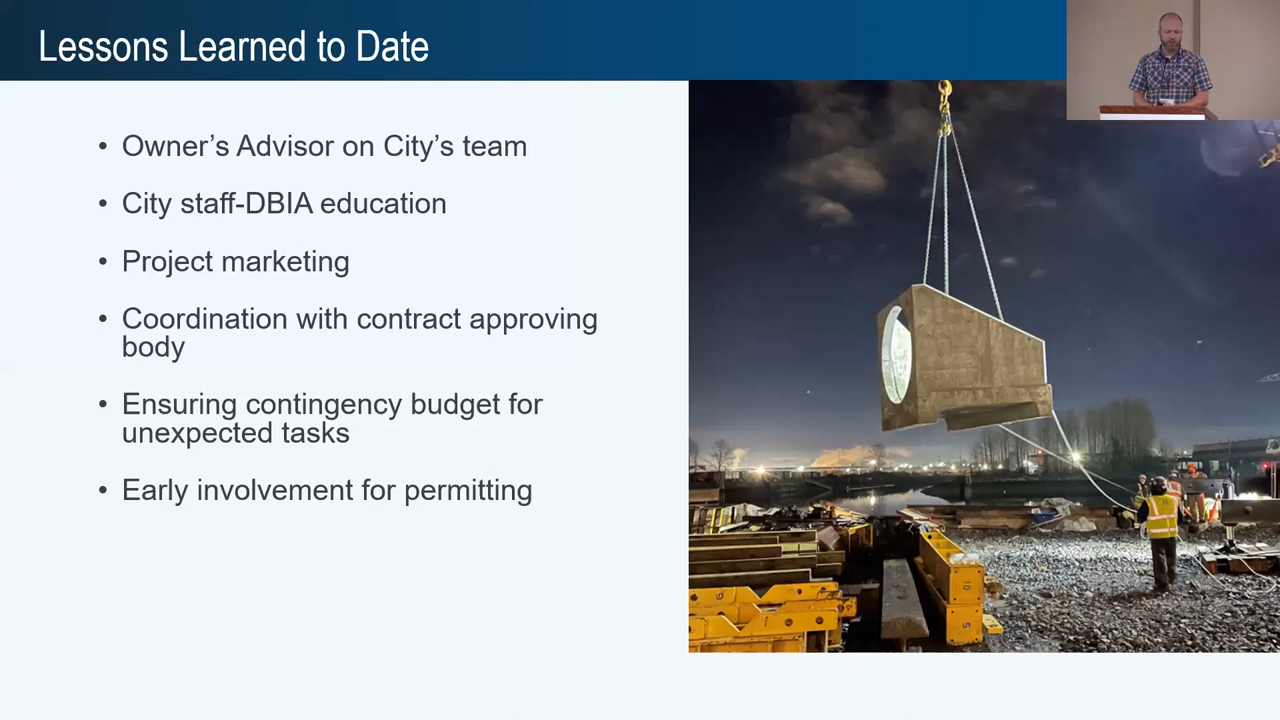 Lessons Learned to Date
• Owner’s Advisor on City’s team
• City staff-DBIA education
• Project marketing
• Coordination with contract approving
body
• Ensuring contingency budget for
unexpected tasks
• Early involvement for permitting